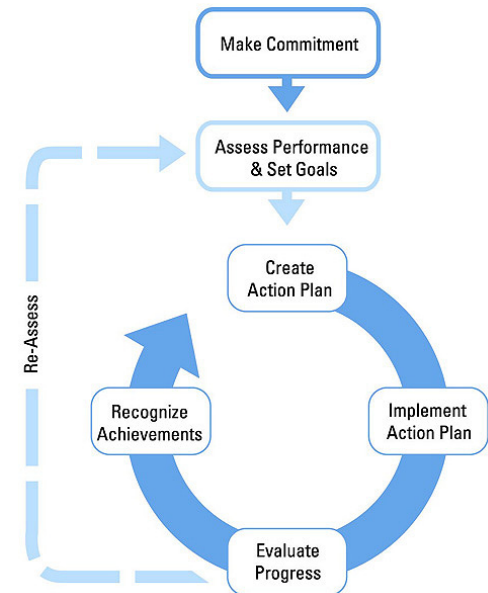 Make Commitment
Assess Performance
& Set Goals
Create
Action Plan
Re-Assess
Recognize
Achievements
Implement
Action Plan
Evaluate
Progress